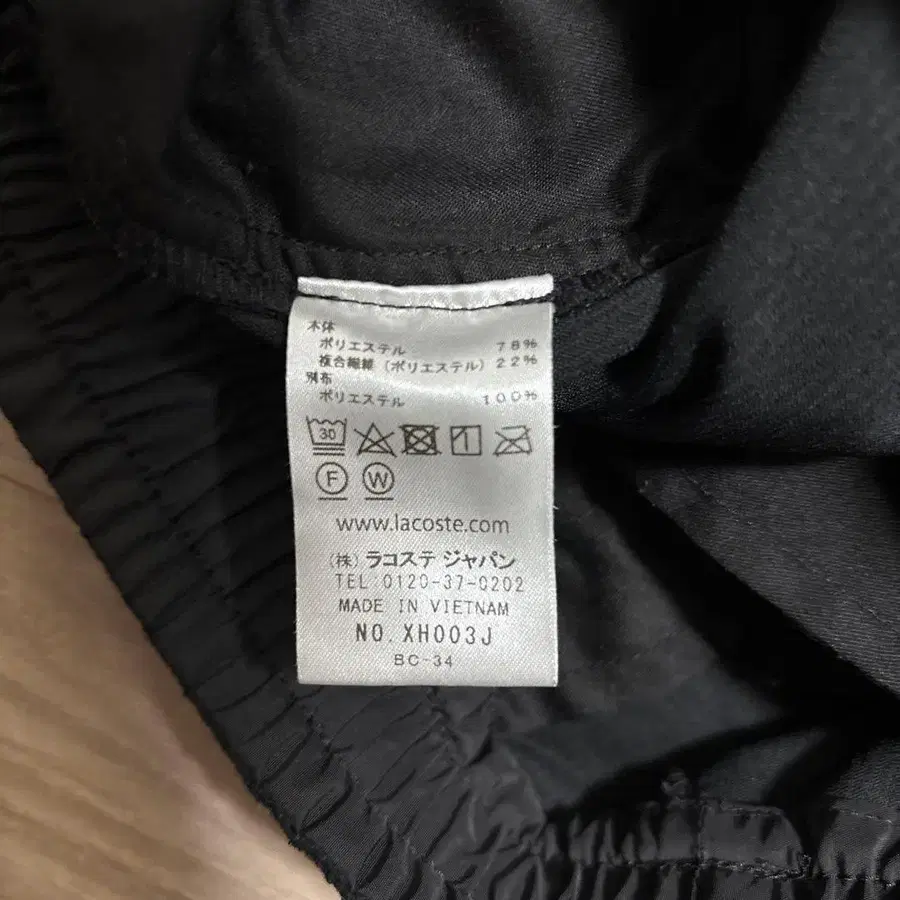 本体
ポリエステル 78%
複合繊維(ポリエステル)22%
別布
ポリエステル 100%
30
F W
www.lacoste.com
(株)ラコステ ジャパン
TEL:0120-37-0202
MADE IN VIETNAM
NO. XH003J
BC-34